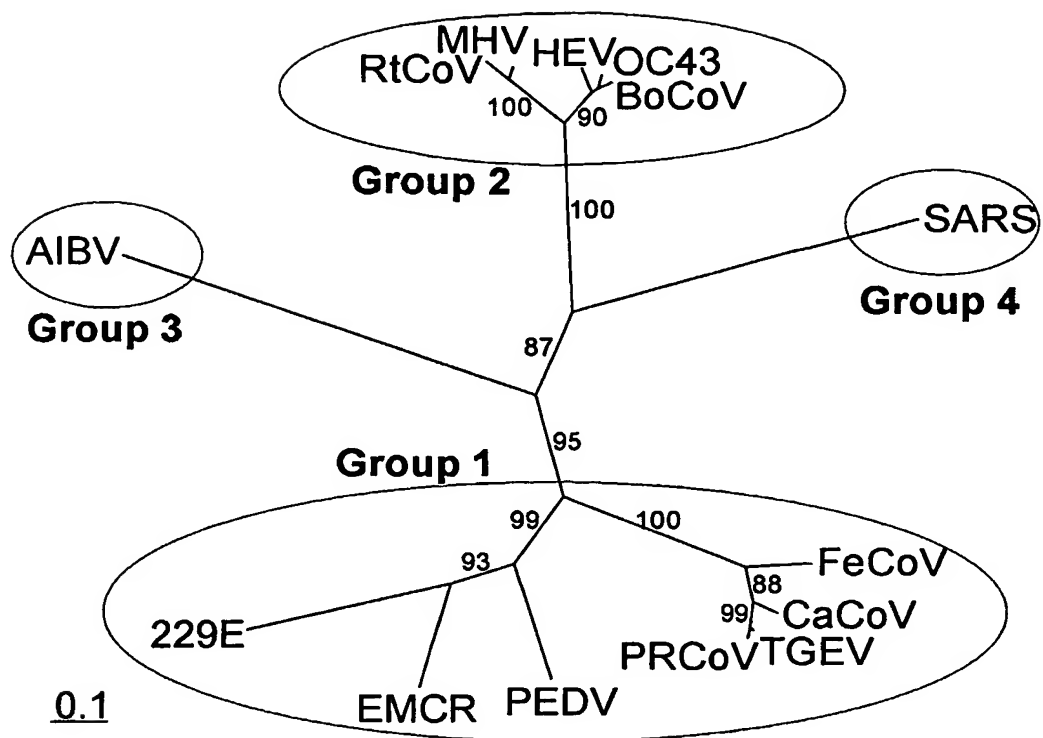 MHV
HEV
OC43
RtCoV
BoCoV
100
90
Group 2
100
SARS
AIBV
Group 4
Group 3
87
95
Group 1
99
100
93
FeCoV
88
CaCoV
99
229E
PRCoV
TGEV
EMCR
PEDV
0.1